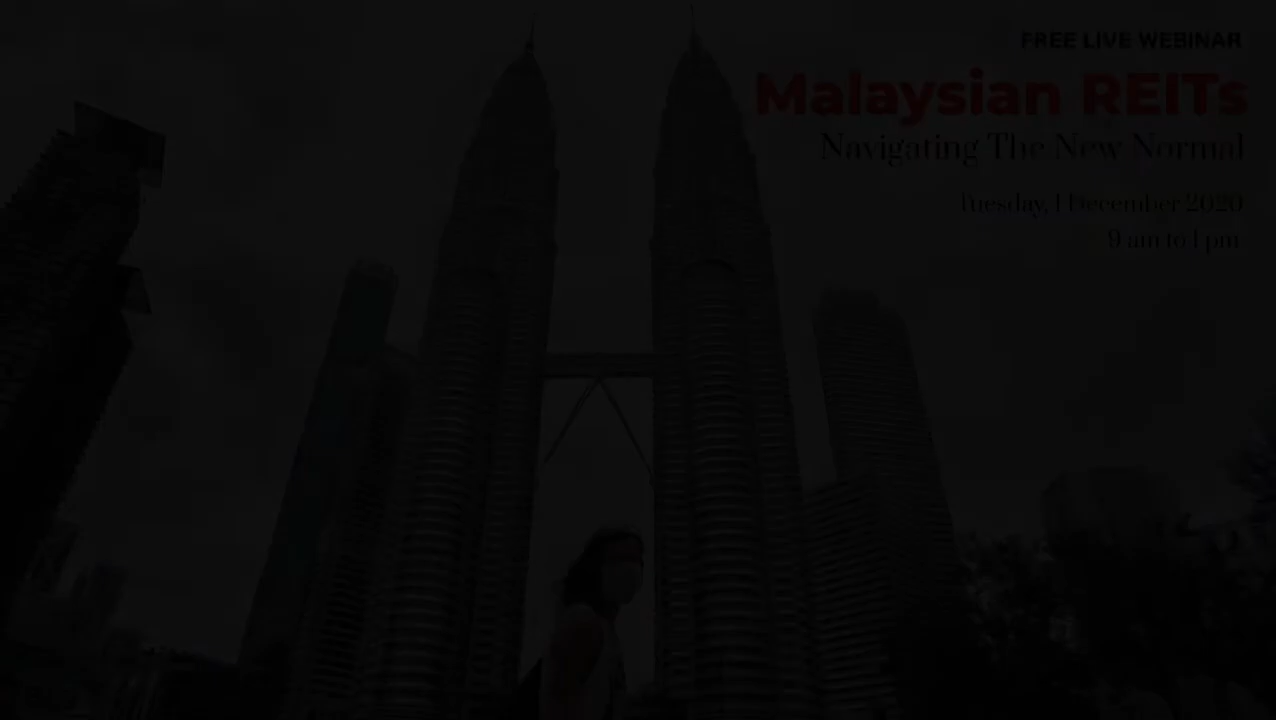 FREE LIVE WEBINAR
Malaysian REITs
Navigating The New Normal
Tuesday, 1 December 2020
9 am to 1 pm